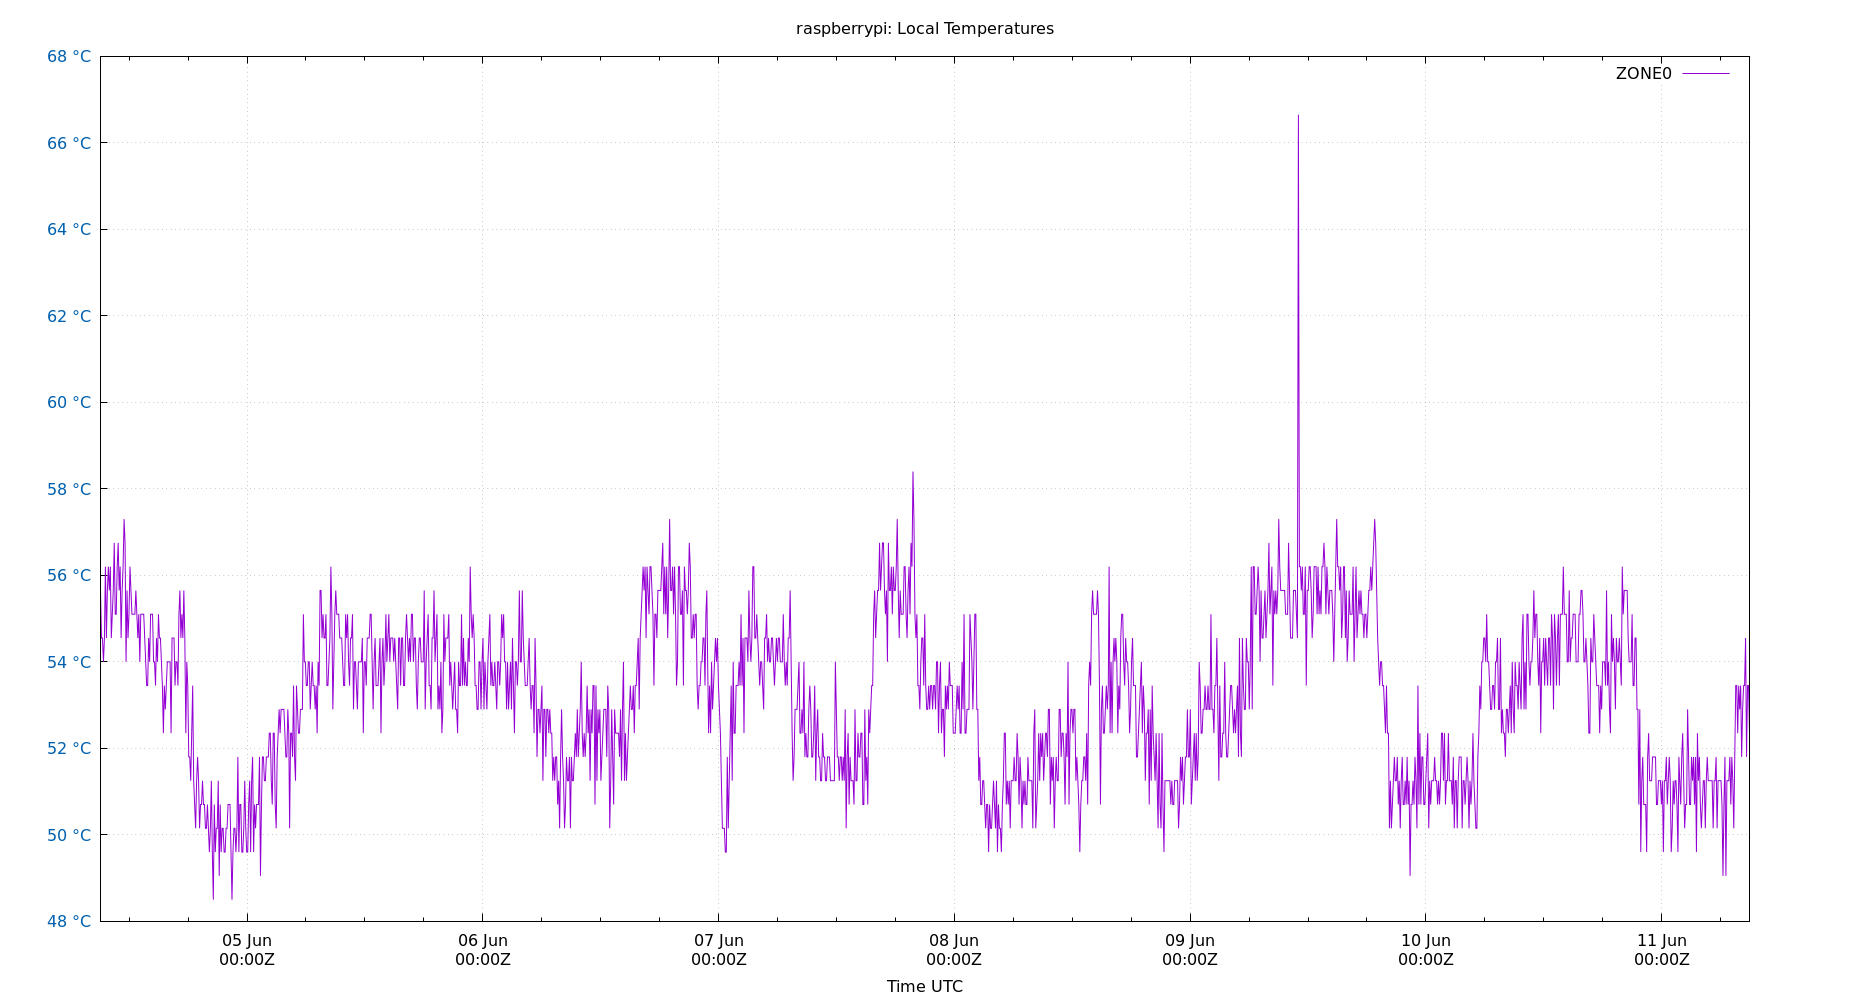 raspberrypi: Local Temperatures
ZONE0
68 °C
66 °C
64 °C
62 °C
60 °C
58 °C
56 °C
54 °C
52 °C
50 °C
48 °C
05 Jun 06 Jun 07 Jun 08 Jun 09 Jun 10 Jun 11 Jun
00:00Z 00:00Z 00:00Z 00:00Z 00:00Z 00:00Z 00:00Z
Time UTC